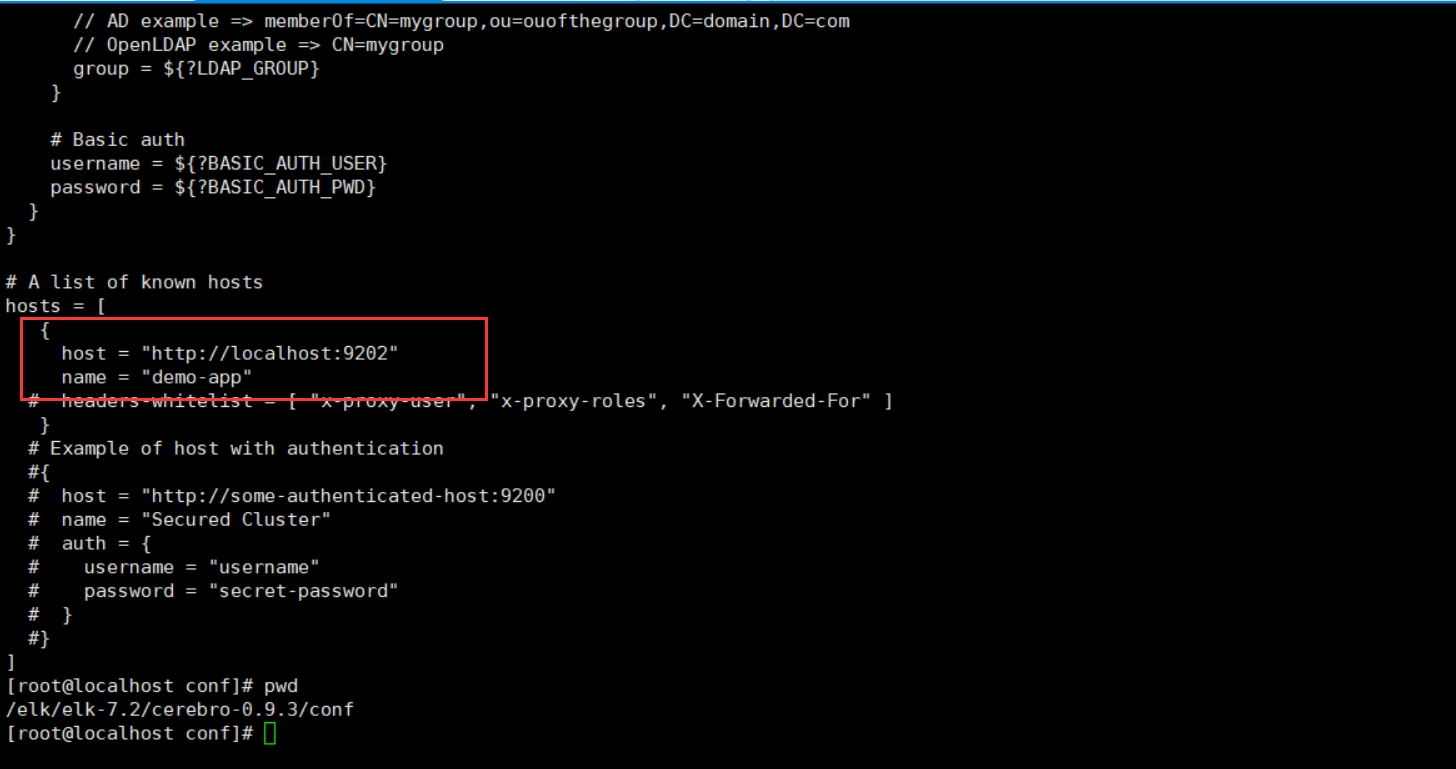 // AD example => memberOf=CN=mygroup,ou=ouofthegroup,DC=domain,DC=com
// OpenLDAP example => CN=mygroup
group = ${?LDAP_GROUP}
}
# Basic auth
username = ${?BASIC_AUTH_USER}
password = ${?BASIC_AUTH_PWD}
}
}
# A list of known hosts
hosts = [
{
host = "http://localhost:9202"
name = "demo-app"
#  headers-whitelist = [ "x-proxy-user", "x-proxy-roles", "X-Forwarded-For" ]
}
# Example of host with authentication
#{
#  host = "http://some-authenticated-host:9200"
#  name = "Secured Cluster"
#  auth = {
#    username = "username"
#    password = "secret-password"
#  }
#}
]
[root@localhost conf]# pwd
/elk/elk-7.2/cerebro-0.9.3/conf
[root@localhost conf]#